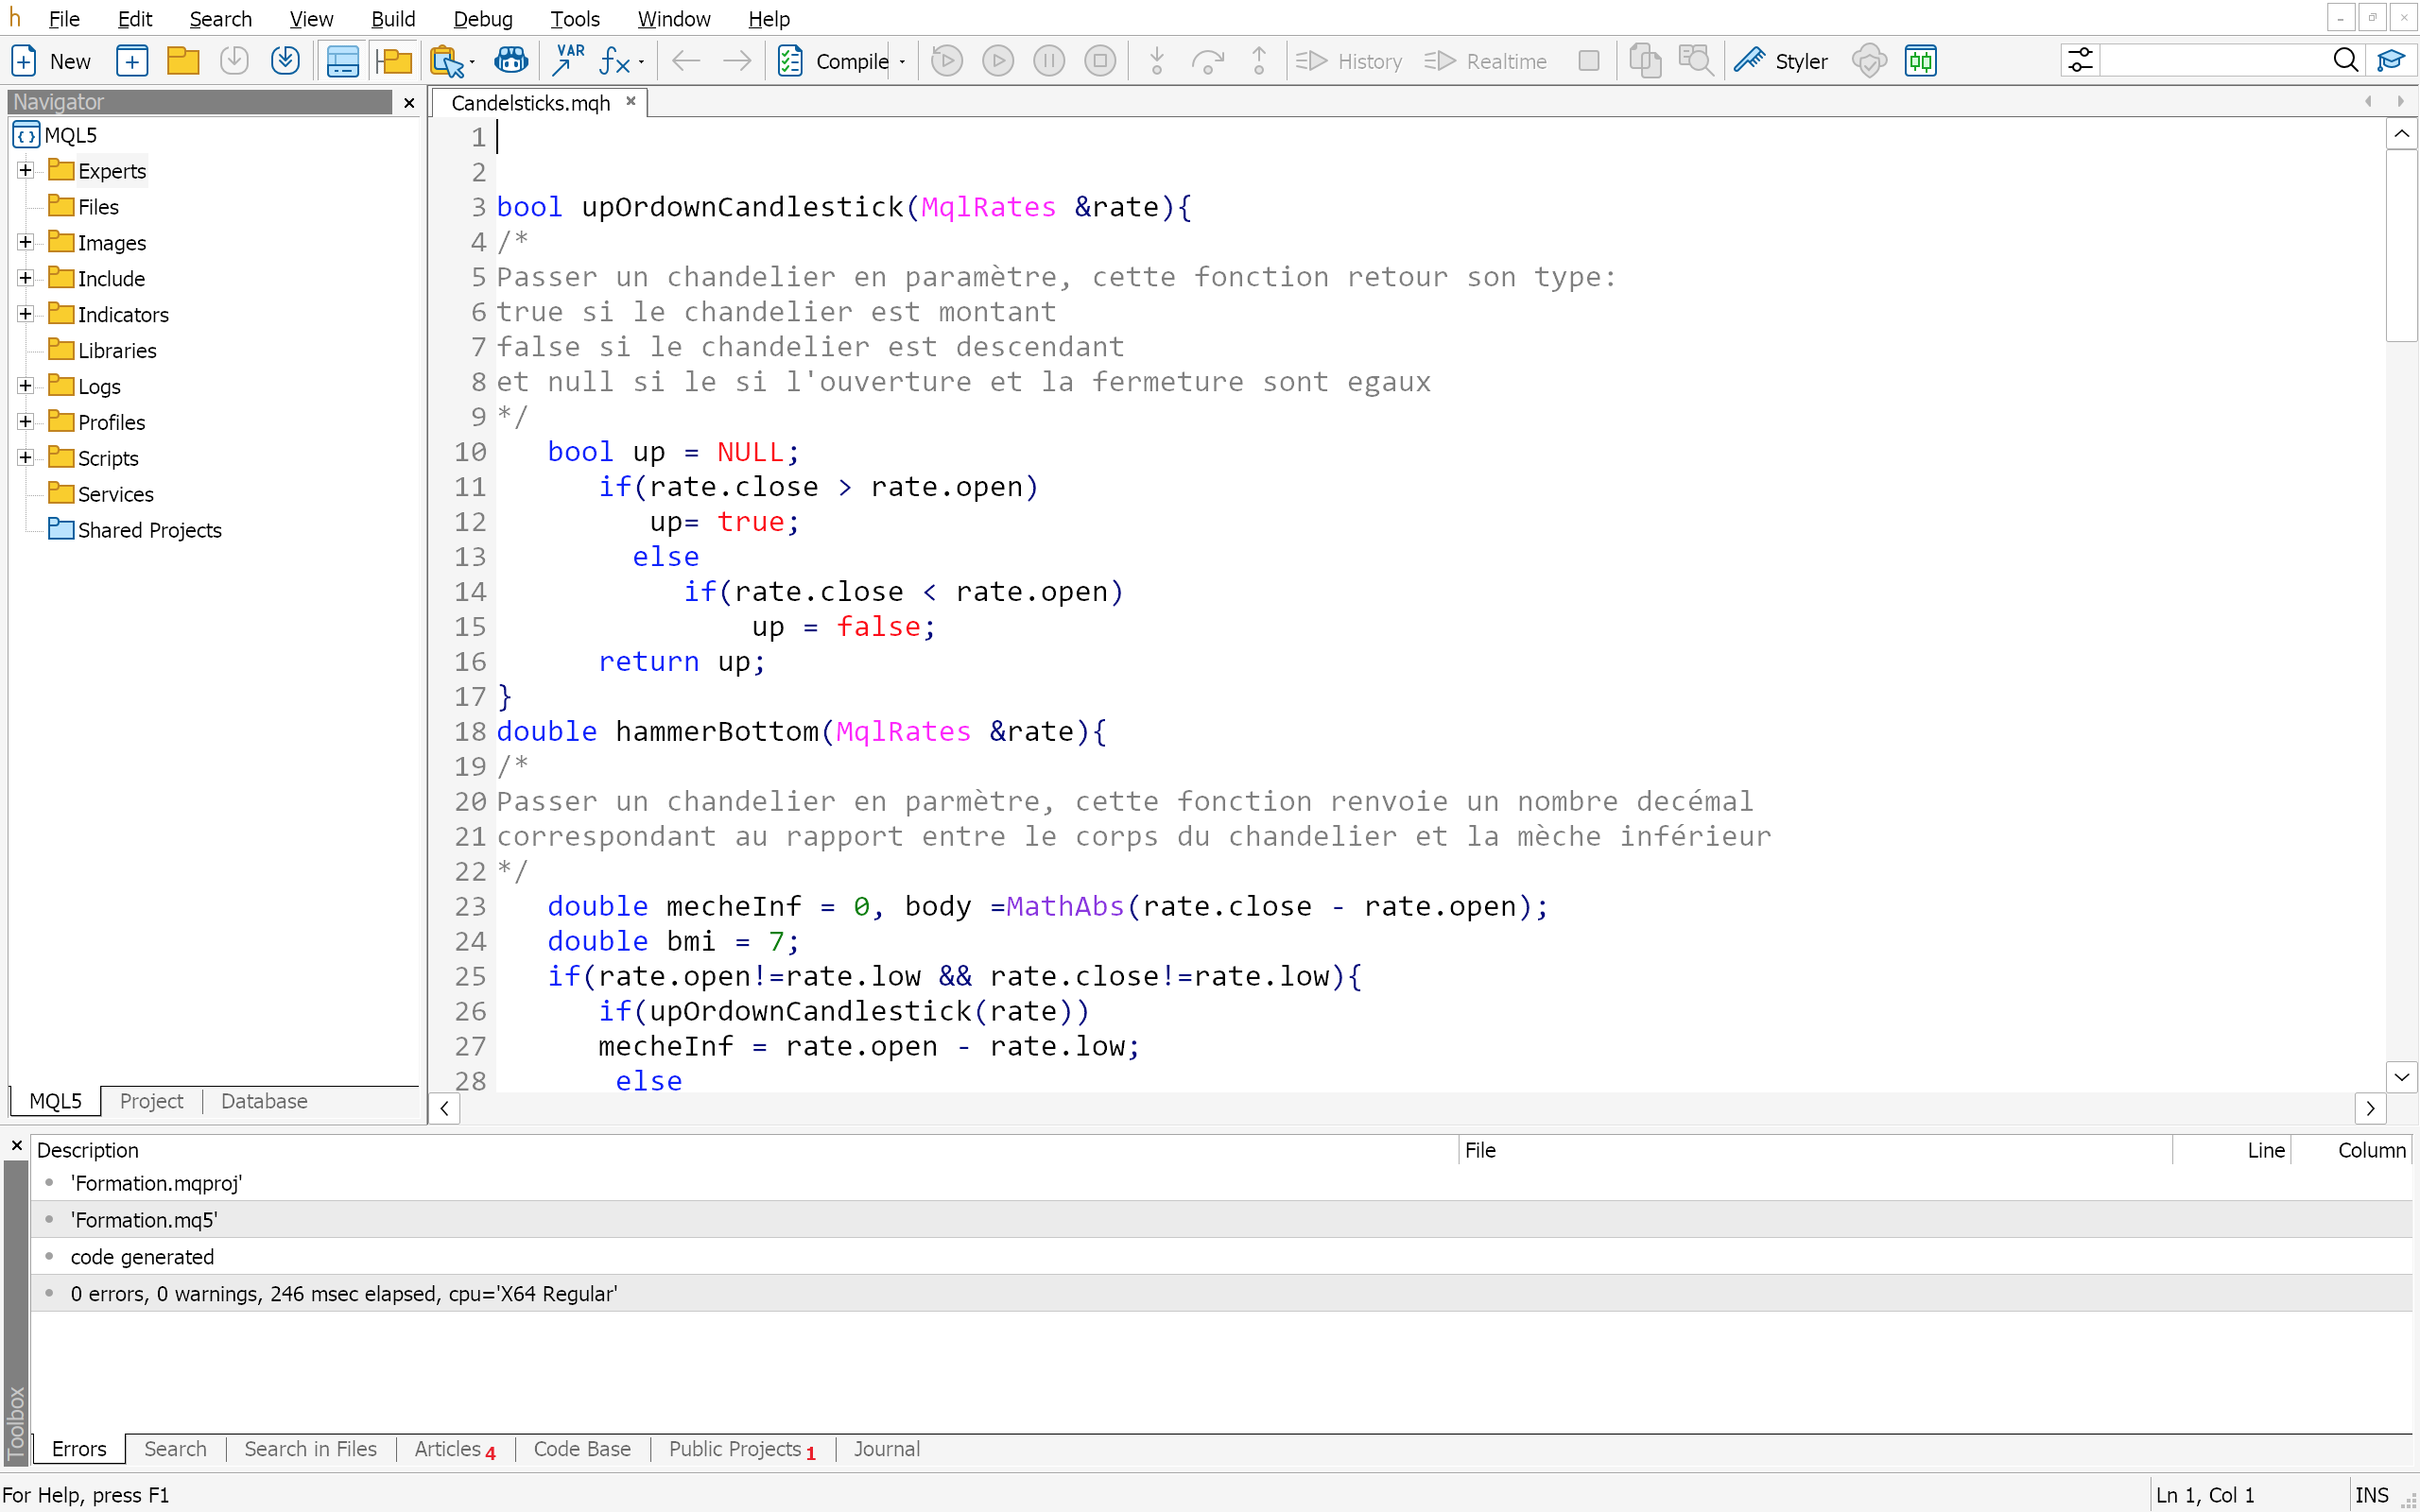 File Edit Search View Build Debug Tools Window Help
New VAR fx Compile History Realtime Styler
Navigator
Candelsticks.mqh
MQL5
Experts
Files
Images
Include
Indicators
Libraries
Logs
Profiles
Scripts
Services
Shared Projects
1
2
3 bool upOrdownCandlestick(MqlRates &rate){
4 /*
5 Passer un chandelier en paramètre, cette fonction retour son type:
6 true si le chandelier est montant
7 false si le chandelier est descendant
8 et null si le si l'ouverture et la fermeture sont egaux
9 */
10 bool up = NULL;
11 if(rate.close > rate.open)
12 up= true;
13 else
14 if(rate.close < rate.open)
15 up = false;
16 return up;
17 }
18 double hammerBottom(MqlRates &rate){
19 /*
20 Passer un chandelier en parmètre, cette fonction renvoie un nombre decémal
21 correspondant au rapport entre le corps du chandelier et la mèche inférieur
22 */
23 double mecheInf = 0, body =MathAbs(rate.close - rate.open);
24 double bmi = 7;
25 if(rate.open!=rate.low && rate.close!=rate.low){
26 if(upOrdownCandlestick(rate))
27 mecheInf = rate.open - rate.low;
28 else
MQL5 Project Database
Description File Line Column
'Formation.mqproj'
'Formation.mq5'
code generated
0 errors, 0 warnings, 246 msec elapsed, cpu='X64 Regular'
Toolbox
Errors Search Search in Files Articles 4 Code Base Public Projects 1 Journal
For Help, press F1 Ln 1, Col 1 INS